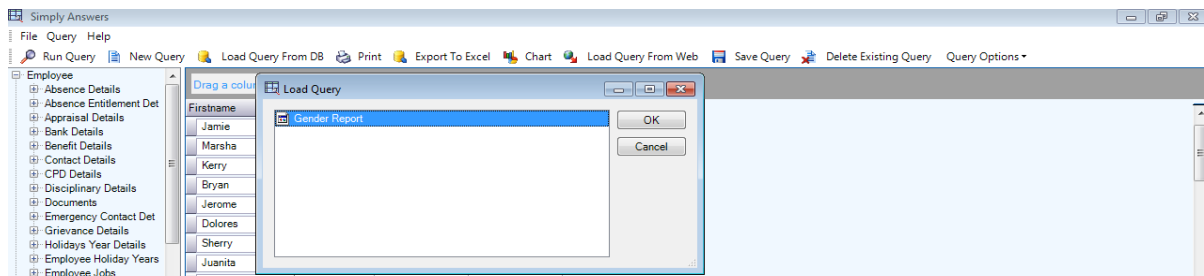 Simply Answers
File Query Help
Run Query New Query Load Query From DB Print Export To Excel Chart Load Query From Web Save Query Delete Existing Query Query Options
Employee
Absence Details
Absence Entitlement Det
Appraisal Details
Bank Details
Benefit Details
Contact Details
CPD Details
Disciplinary Details
Documents
Emergency Contact Det
Grievance Details
Holidays Year Details
Employee Holiday Years
Employee Jobs
Drag a colu
Firstname
Jamie
Marsha
Kerry
Bryan
Jerome
Dolores
Sherry
Juanita
Load Query
Gender Report
OK
Cancel